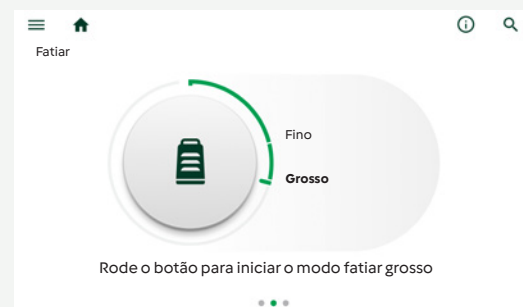 Fatiar
Fino
Grosso
Rode o botão para iniciar o modo fatiar grosso